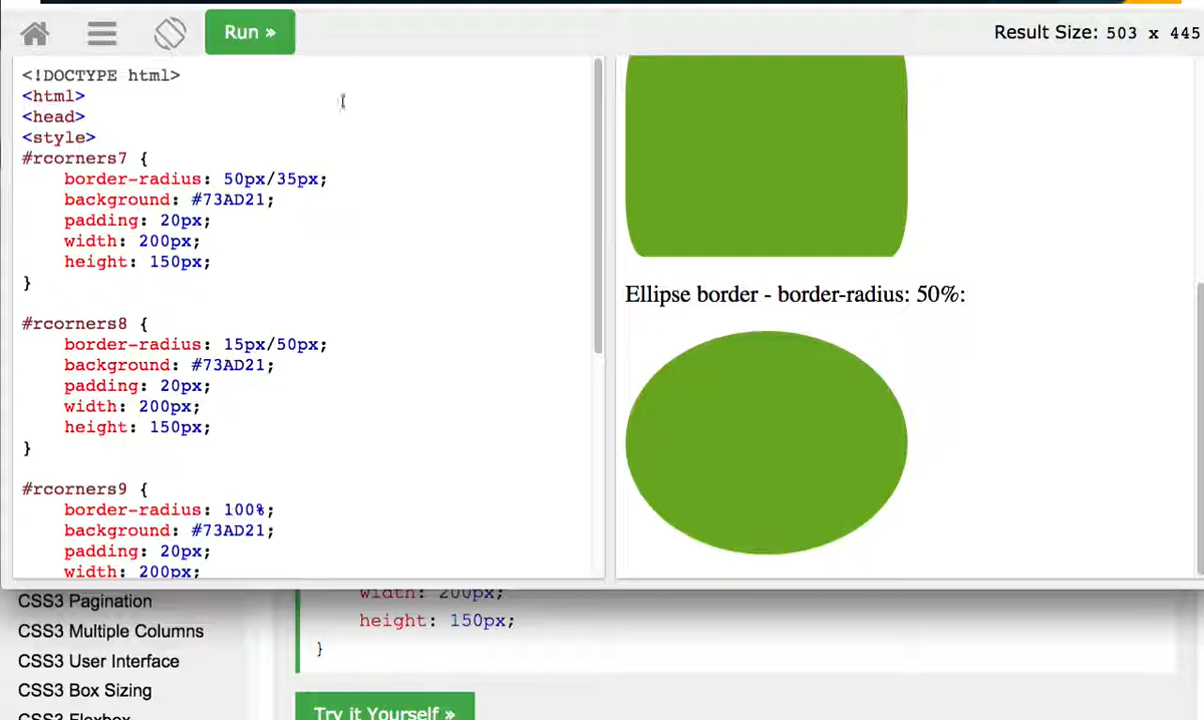 Run »
Result Size: 503 x 445
<!DOCTYPE html>
<html>
<head>
<style>
#rcorners7 {
border-radius: 50px/35px;
background: #73AD21;
padding: 20px;
width: 200px;
height: 150px;
}
#rcorners8 {
border-radius: 15px/50px;
background: #73AD21;
padding: 20px;
width: 200px;
height: 150px;
}
#rcorners9 {
border-radius: 100%;
background: #73AD21;
padding: 20px;
width: 200px;
Ellipse border - border-radius: 50%:
CSS3 Pagination
CSS3 Multiple Columns
CSS3 User Interface
CSS3 Box Sizing
CSS3 Flexbox
width: 200px;
height: 150px;
}
Try it Yourself »